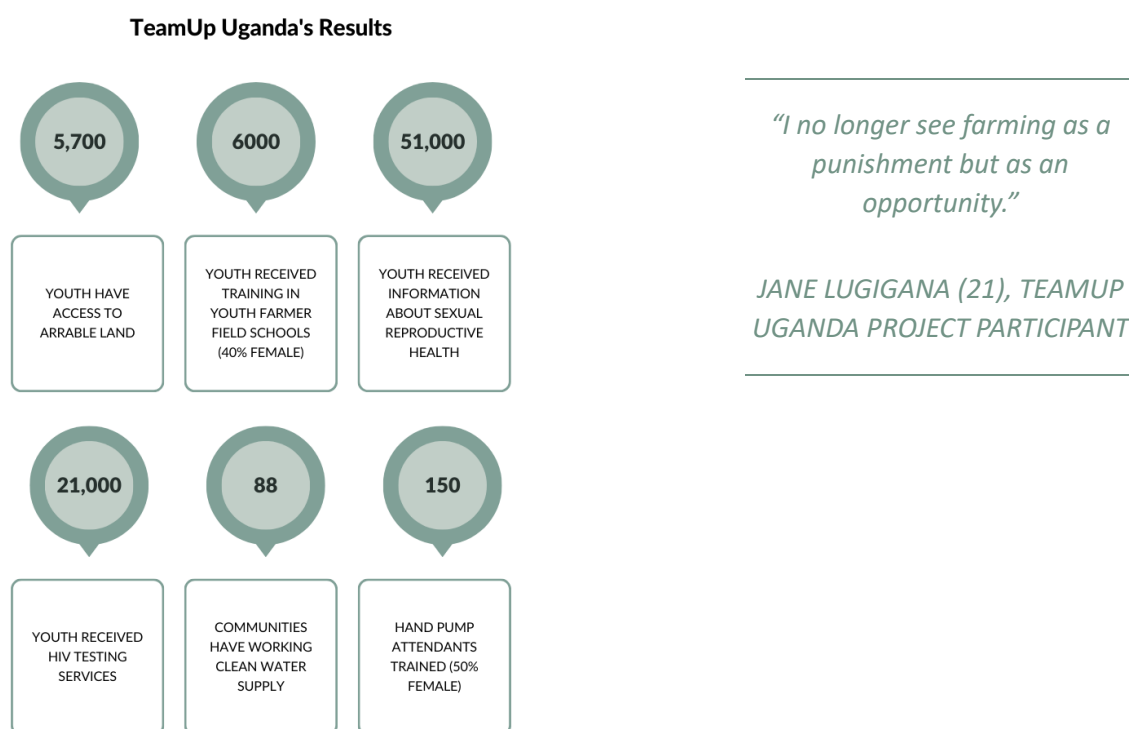 TeamUp Uganda's Results
5,700
6000
51,000
YOUTH HAVE
ACCESS TO
ARRABLE LAND
YOUTH RECEIVED
TRAINING IN
YOUTH FARMER
FIELD SCHOOLS
(40% FEMALE)
YOUTH RECEIVED
INFORMATION
ABOUT SEXUAL
REPRODUCTIVE
HEALTH
21,000
88
150
YOUTH RECEIVED
HIV TESTING
SERVICES
COMMUNITIES
HAVE WORKING
CLEAN WATER
SUPPLY
HAND PUMP
ATTENDANTS
TRAINED (50%
FEMALE)
“I no longer see farming as a
punishment but as an
opportunity.”
JANE LUGIGANA (21), TEAMUP
UGANDA PROJECT PARTICIPANT